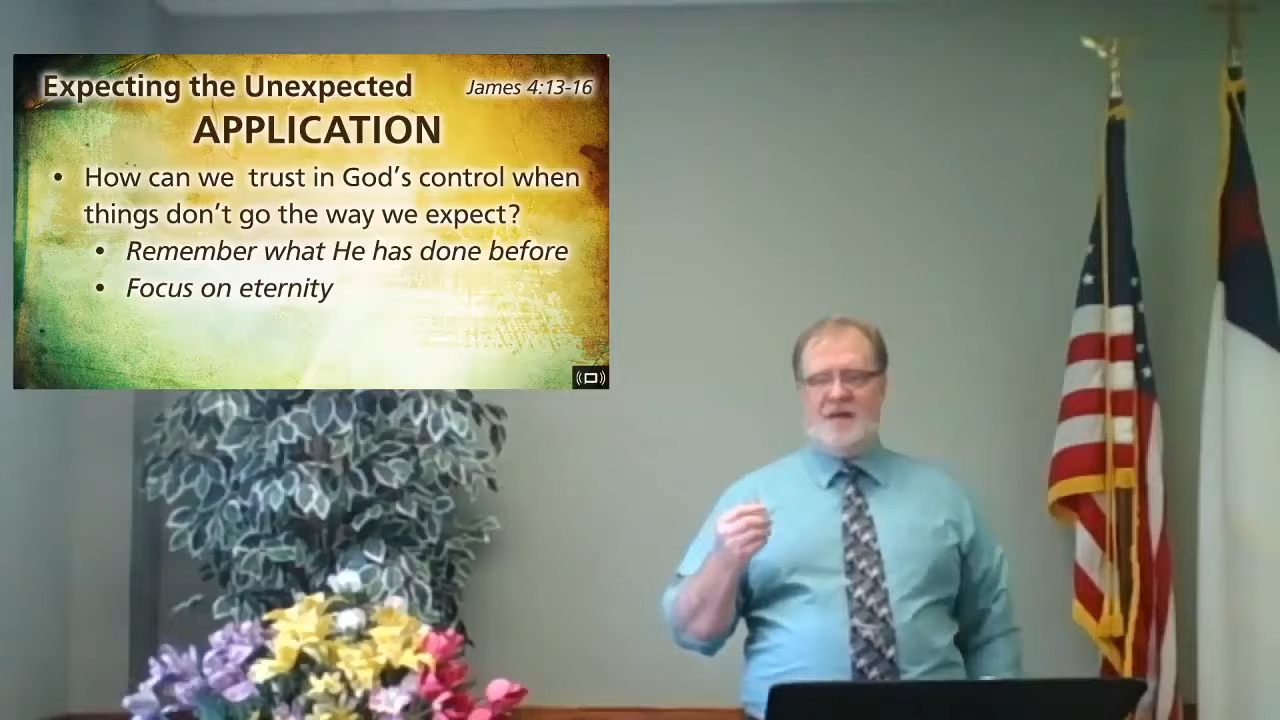 Expecting the Unexpected James 4:13-16
APPLICATION
• How can we trust in God's control when
things don't go the way we expect?
• Remember what He has done before
• Focus on eternity